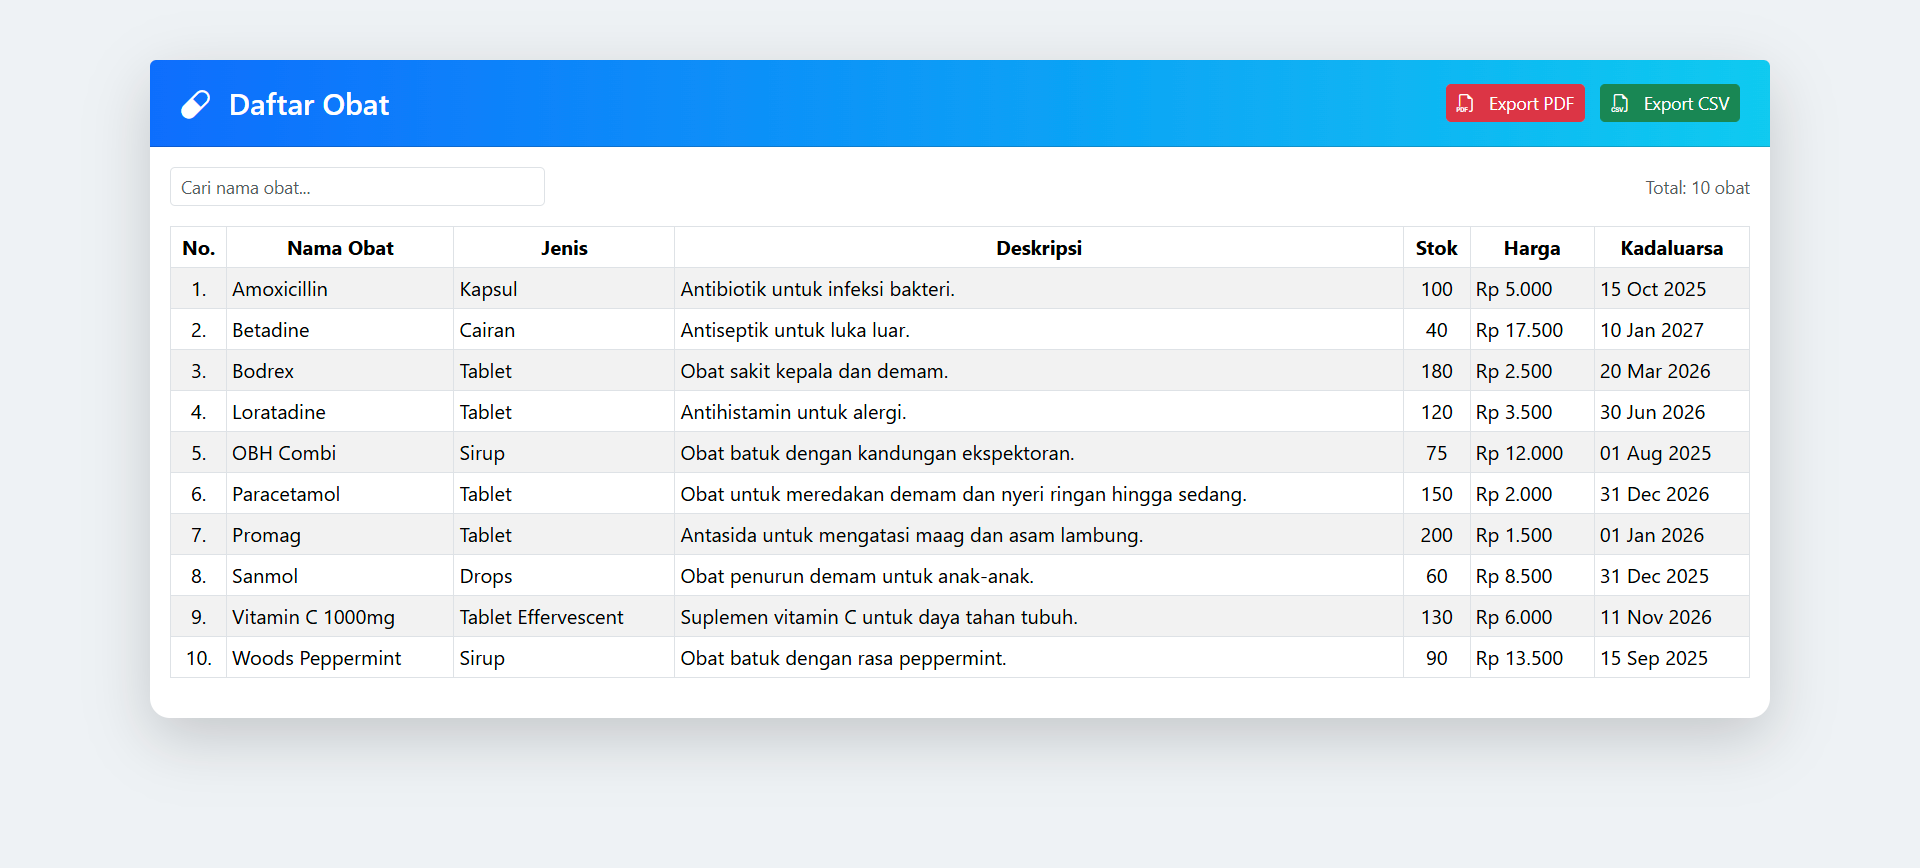 Daftar Obat
PDF Export PDF
CSV Export CSV
Cari nama obat...
Total: 10 obat
No. Nama Obat Jenis Deskripsi Stok Harga Kadaluarsa
1. Amoxicillin Kapsul Antibiotik untuk infeksi bakteri. 100 Rp 5.000 15 Oct 2025
2. Betadine Cairan Antiseptik untuk luka luar. 40 Rp 17.500 10 Jan 2027
3. Bodrex Tablet Obat sakit kepala dan demam. 180 Rp 2.500 20 Mar 2026
4. Loratadine Tablet Antihistamin untuk alergi. 120 Rp 3.500 30 Jun 2026
5. OBH Combi Sirup Obat batuk dengan kandungan ekspektoran. 75 Rp 12.000 01 Aug 2025
6. Paracetamol Tablet Obat untuk meredakan demam dan nyeri ringan hingga sedang. 150 Rp 2.000 31 Dec 2026
7. Promag Tablet Antasida untuk mengatasi maag dan asam lambung. 200 Rp 1.500 01 Jan 2026
8. Sanmol Drops Obat penurun demam untuk anak-anak. 60 Rp 8.500 31 Dec 2025
9. Vitamin C 1000mg Tablet Effervescent Suplemen vitamin C untuk daya tahan tubuh. 130 Rp 6.000 11 Nov 2026
10. Woods Peppermint Sirup Obat batuk dengan rasa peppermint. 90 Rp 13.500 15 Sep 2025